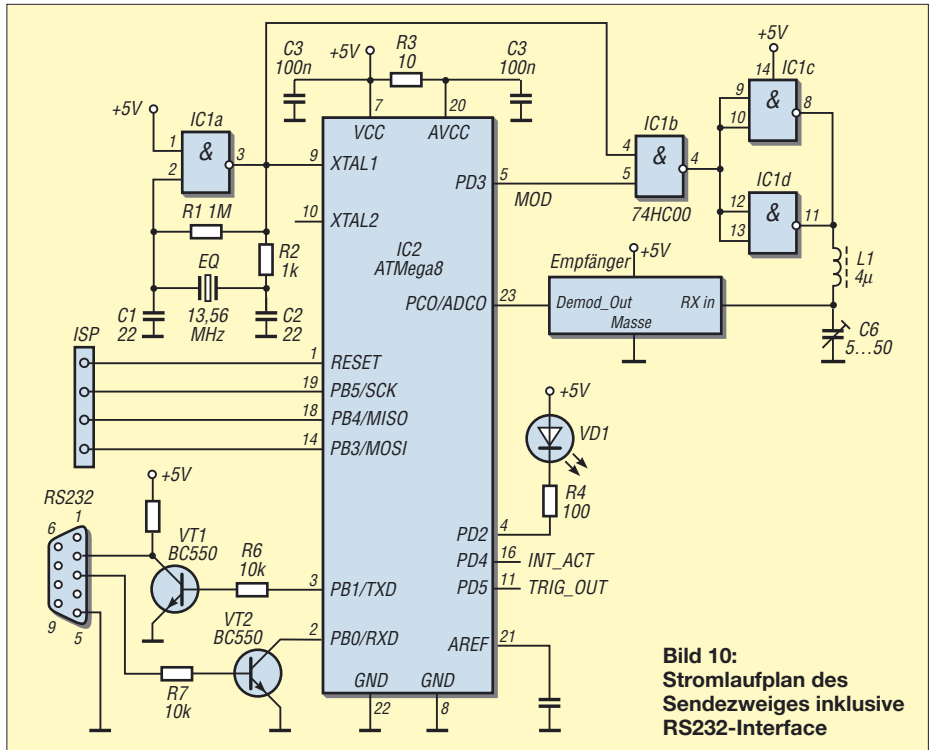 C3
100n
+5V
R3
10
C3
100n
7
20
VCC
AVCC
+5V
IC1a
1
2
&
3
9
XTAL1
R1 1M
10
XTAL2
R2
1k
EQ
13,56
MHz
C1
22
C2
22
IC2
ATMega8
PD3
5
MOD
4
5
IC1b
&
4
74HC00
+5V
14
IC1c
9
10
&
8
IC1d
12
13
&
11
L1
4µ
C6
5...50
PCO/ADCO
23
Empfänger
+5V
Demod_Out
RX in
Masse
ISP
1
RESET
19
PB5/SCK
18
PB4/MISO
14
PB3/MOSI
+5V
VD1
R4
100
PD2
4
PD4
16
INT_ACT
PD5
11
TRIG_OUT
AREF
21
RS232
+5V
1
6
9
5
VT1
BC550
R6
10k
3
PB1/TXD
VT2
BC550
2
PB0/RXD
R7
10k
GND
22
GND
8
Bild 10:
Stromlaufplan des
Sendezweiges inklusive
RS232-Interface